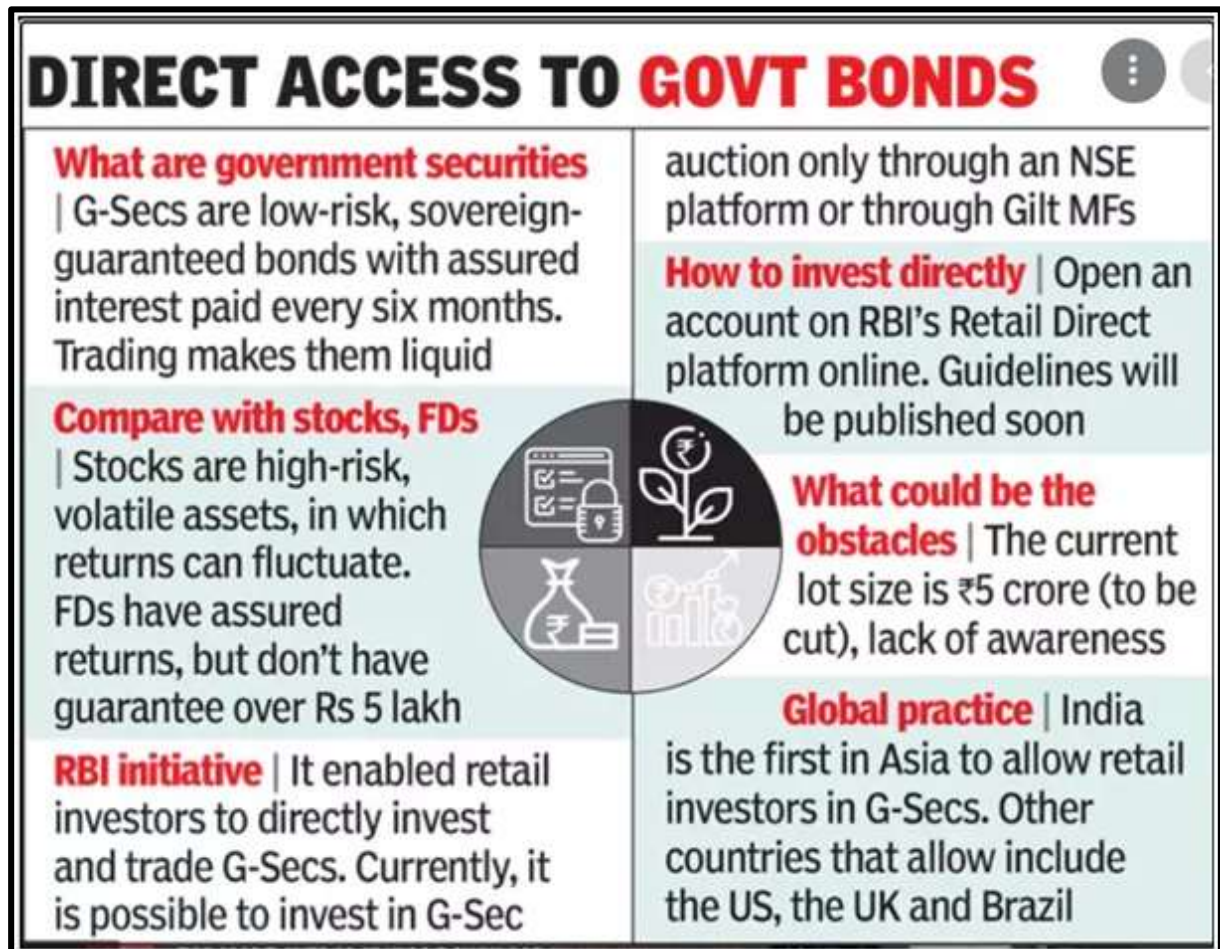 DIRECT ACCESS TO GOVT BONDS
What are government securities
| G-Secs are low-risk, sovereign-
guaranteed bonds with assured
interest paid every six months.
Trading makes them liquid
Compare with stocks, FDs
| Stocks are high-risk,
volatile assets, in which
returns can fluctuate.
FDs have assured
returns, but don't have
guarantee over Rs 5 lakh
RBI initiative | It enabled retail
investors to directly invest
and trade G-Secs. Currently, it
is possible to invest in G-Sec
auction only through an NSE
platform or through Gilt MFs
How to invest directly | Open an
account on RBI's Retail Direct
platform online. Guidelines will
be published soon
What could be the
obstacles | The current
lot size is ₹5 crore (to be
cut), lack of awareness
Global practice | India
is the first in Asia to allow retail
investors in G-Secs. Other
countries that allow include
the US, the UK and Brazil